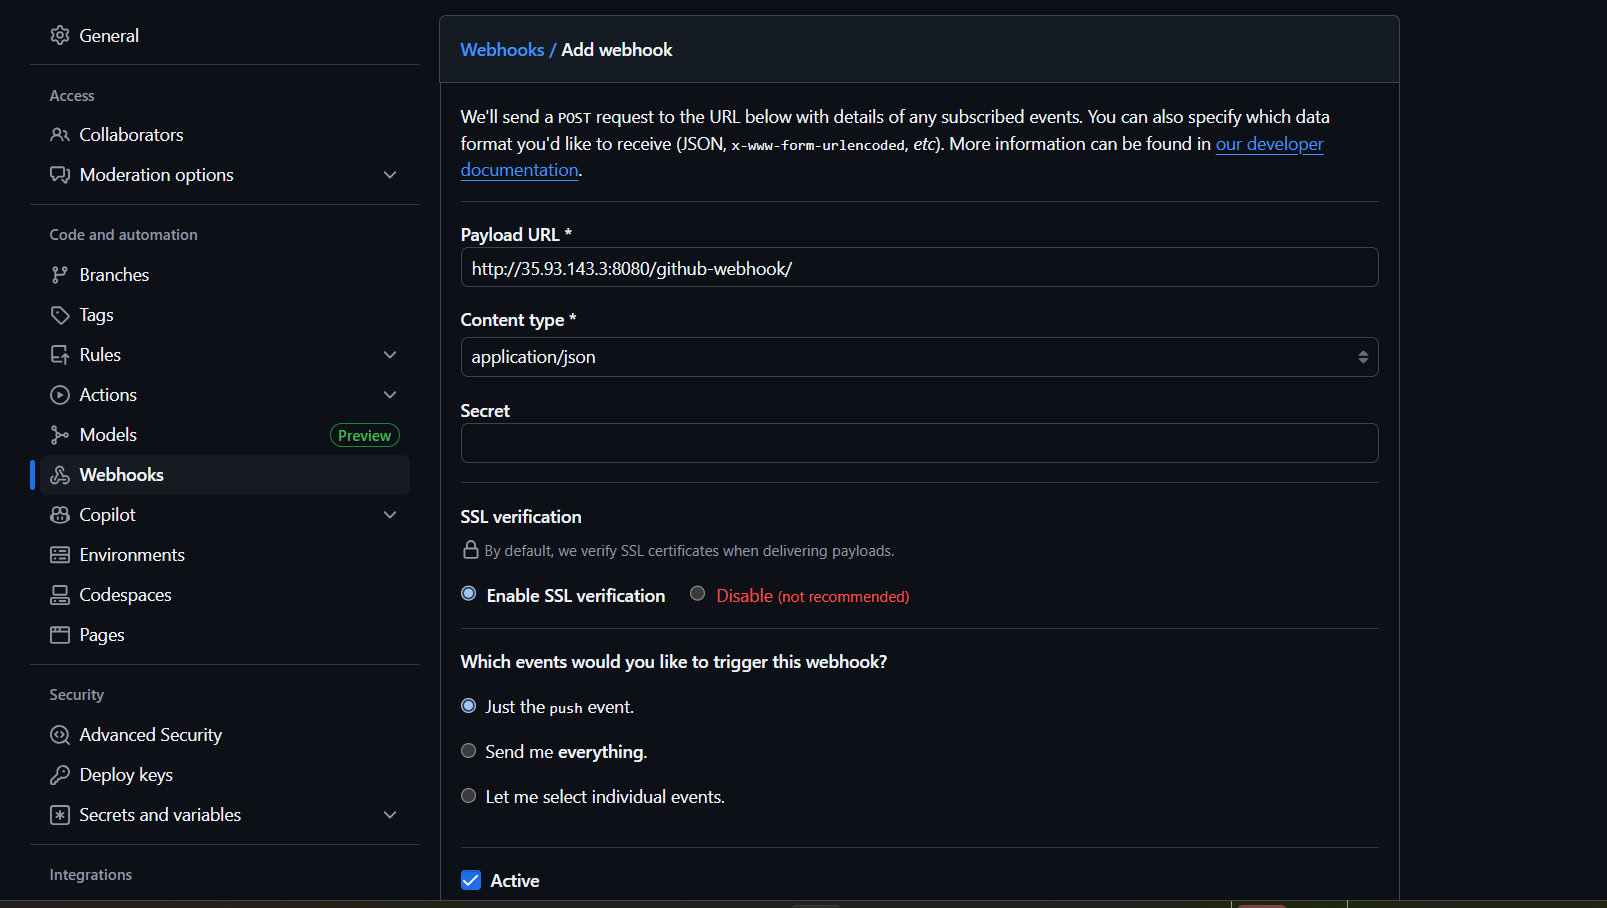 General
Access
Collaborators
Moderation options
Code and automation
Branches
Tags
Rules
Actions
Models Preview
Webhooks
Copilot
Environments
Codespaces
Pages
Security
Advanced Security
Deploy keys
Secrets and variables
Integrations
Webhooks / Add webhook
We'll send a POST request to the URL below with details of any subscribed events. You can also specify which data
format you'd like to receive (JSON, x-www-form-urlencoded, etc). More information can be found in our developer
documentation.
Payload URL *
http://35.93.143.3:8080/github-webhook/
Content type *
application/json
Secret
SSL verification
By default, we verify SSL certificates when delivering payloads.
Enable SSL verification Disable (not recommended)
Which events would you like to trigger this webhook?
Just the push event.
Send me everything.
Let me select individual events.
Active